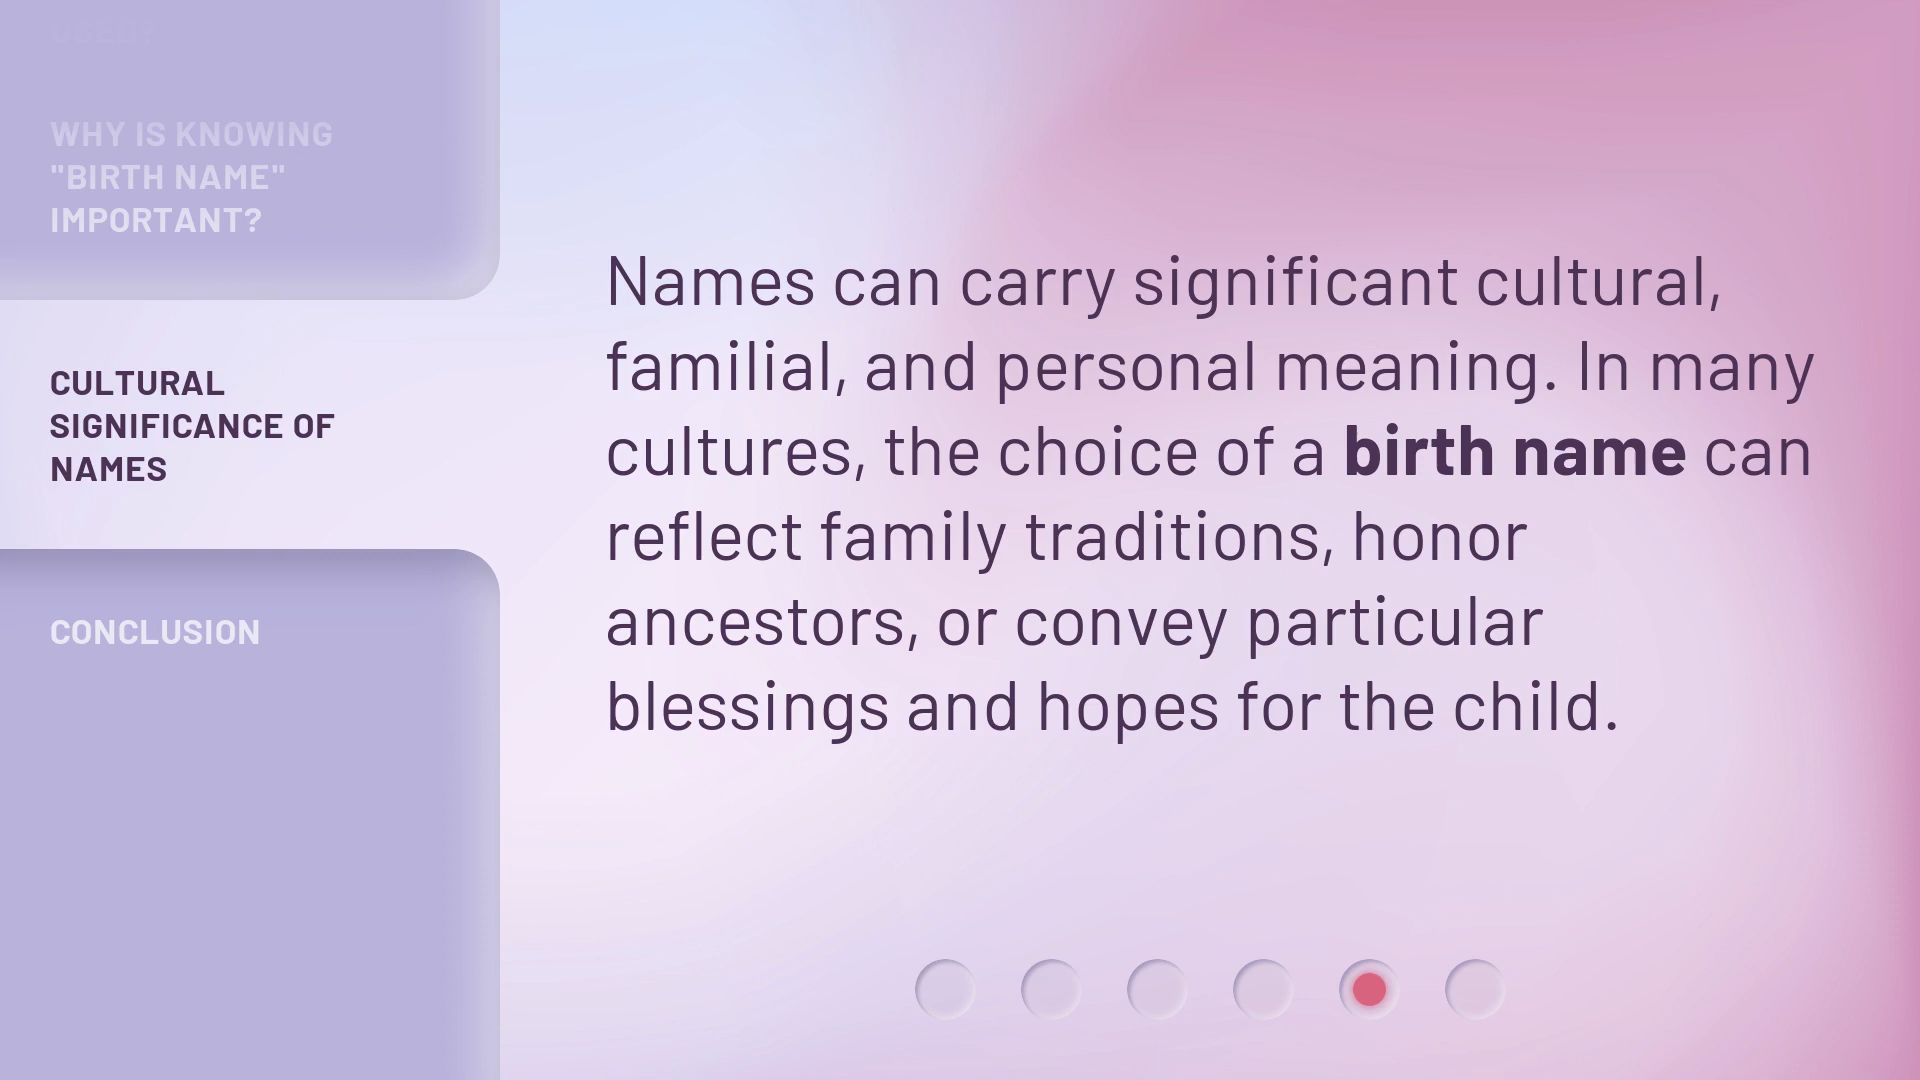 USED?
WHY IS KNOWING
"BIRTH NAME"
IMPORTANT?
CULTURAL
SIGNIFICANCE OF
NAMES
CONCLUSION
Names can carry significant cultural,
familial, and personal meaning. In many
cultures, the choice of a birth name can
reflect family traditions, honor
ancestors, or convey particular
blessings and hopes for the child.